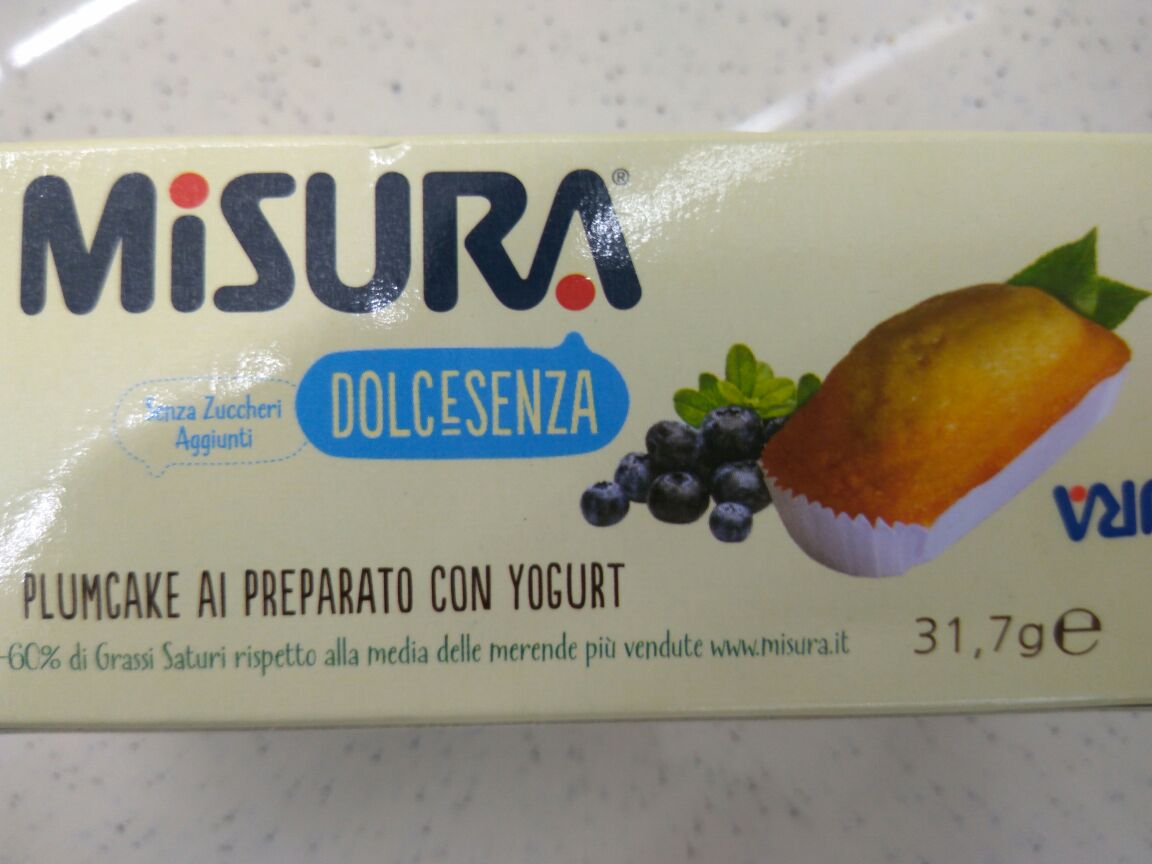 MiSURA®
Senza Zuccheri
Aggiunti
DOLCESENZA
PLUMCAKE AI PREPARATO CON YOGURT
-60% di Grassi Saturi rispetto alla media delle merende più vendute www.misura.it
31,7g e